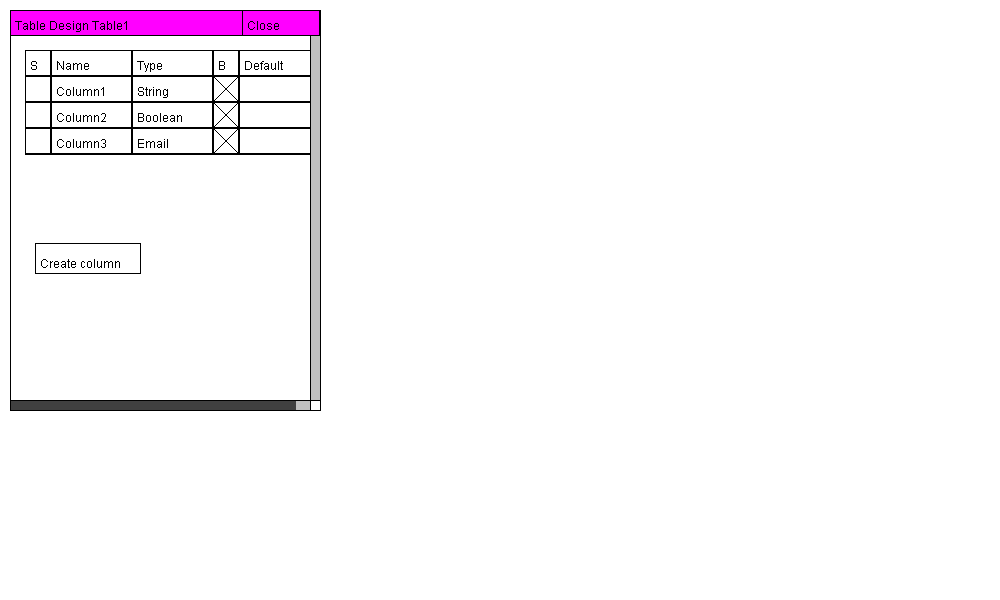 Table Design Table1 Close
S Name Type B Default
Column1 String
Column2 Boolean
Column3 Email
Create column